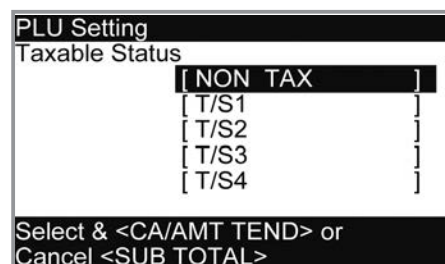 PLU Setting
Taxable Status
[ NON TAX ]
[ T/S1 ]
[ T/S2 ]
[ T/S3 ]
[ T/S4 ]
Select & <CA/AMT TEND> or
Cancel <SUB TOTAL>